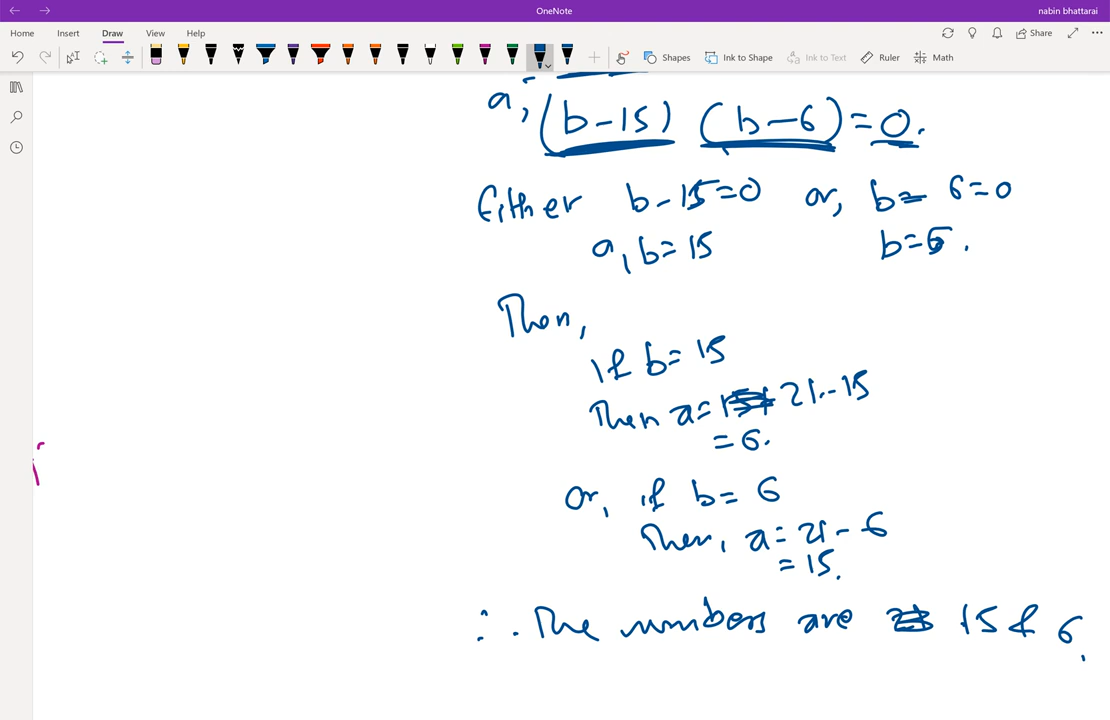 OneNote
nabin bhattarai
Home Insert Draw View Help
Share
Shapes Ink to Shape Ink to Text Ruler Math
a, (b-15) (b-6)=0.
Either b-15=0 or, b- 6=0
a, b=15 b=6.
Then,
if b=15
Then a= 21-15
=6.
or, if b= 6
Then, a= 21-6
=15.
∴ The numbers are 15 & 6.